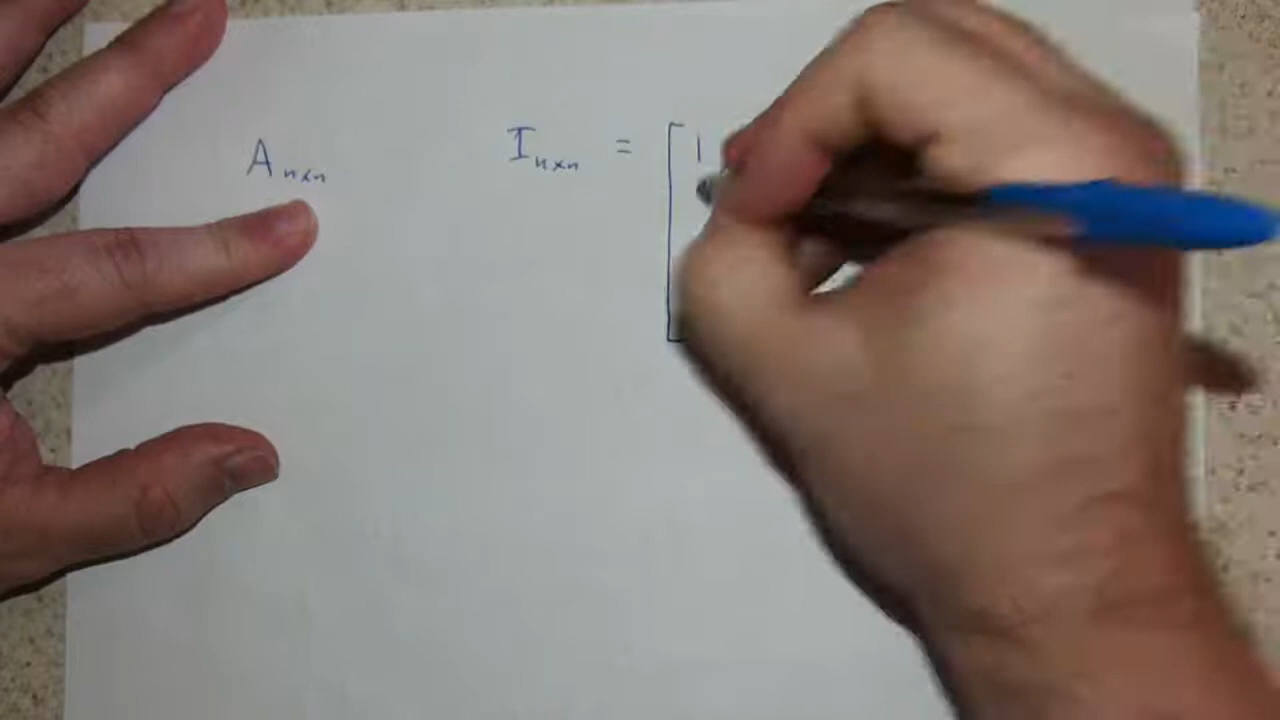 A n×n I n×n = [ 1